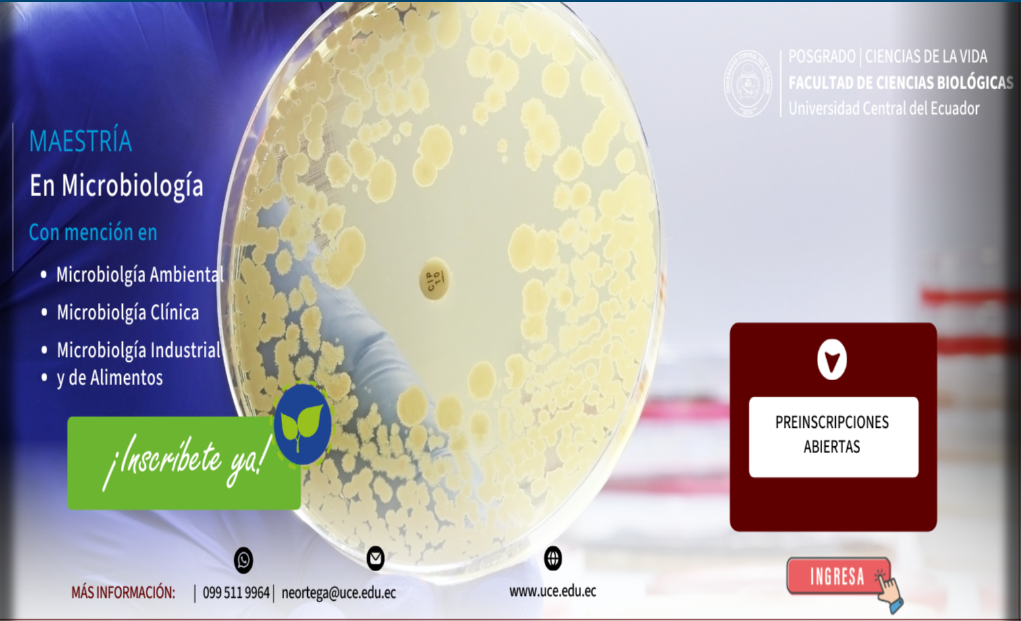 POSGRADO | CIENCIAS DE LA VIDA
FACULTAD DE CIENCIAS BIOLÓGICAS
Universidad Central del Ecuador
MAESTRÍA
En Microbiología
Con mención en
• Microbiolgía Ambiental
• Microbiolgía Clínica
• Microbiolgía Industrial
• y de Alimentos
¡Inscríbete ya!
CIP
10
PREINSCRIPCIONES
ABIERTAS
INGRESA
MÁS INFORMACIÓN: | 099 511 9964 | neortega@uce.edu.ec www.uce.edu.ec